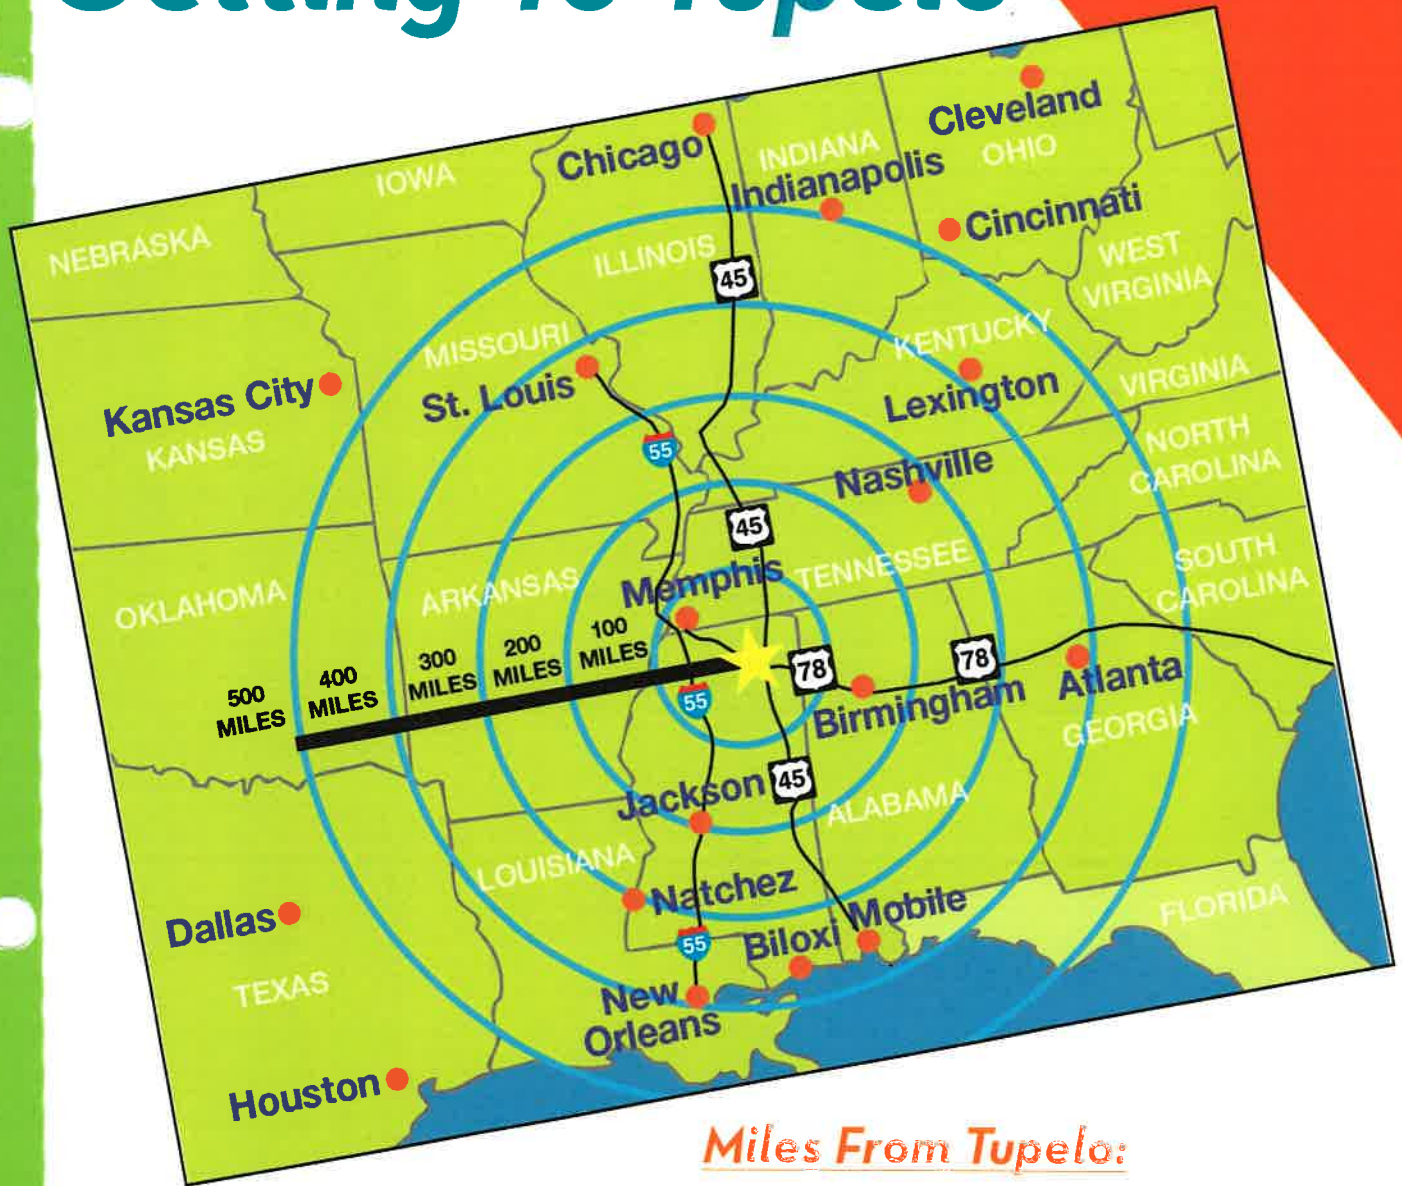 Getting To Tupelo
Cleveland
OHIO
Chicago
INDIANA
Indianapolis
IOWA
Cincinnati
NEBRASKA
ILLINOIS
45
WEST
VIRGINIA
MISSOURI
KENTUCKY
St. Louis
Lexington
VIRGINIA
Kansas City
KANSAS
55
Nashville
NORTH
CAROLINA
45
OKLAHOMA
ARKANSAS
Memphis
TENNESSEE
SOUTH
CAROLINA
500
MILES
400
MILES
300
MILES
200
MILES
100
MILES
78
78
55
Birmingham
Atlanta
GEORGIA
Jackson
45
ALABAMA
LOUISIANA
Natchez
Dallas
55
Biloxi
Mobile
FLORIDA
TEXAS
New
Orleans
Houston
Miles From Tupelo: